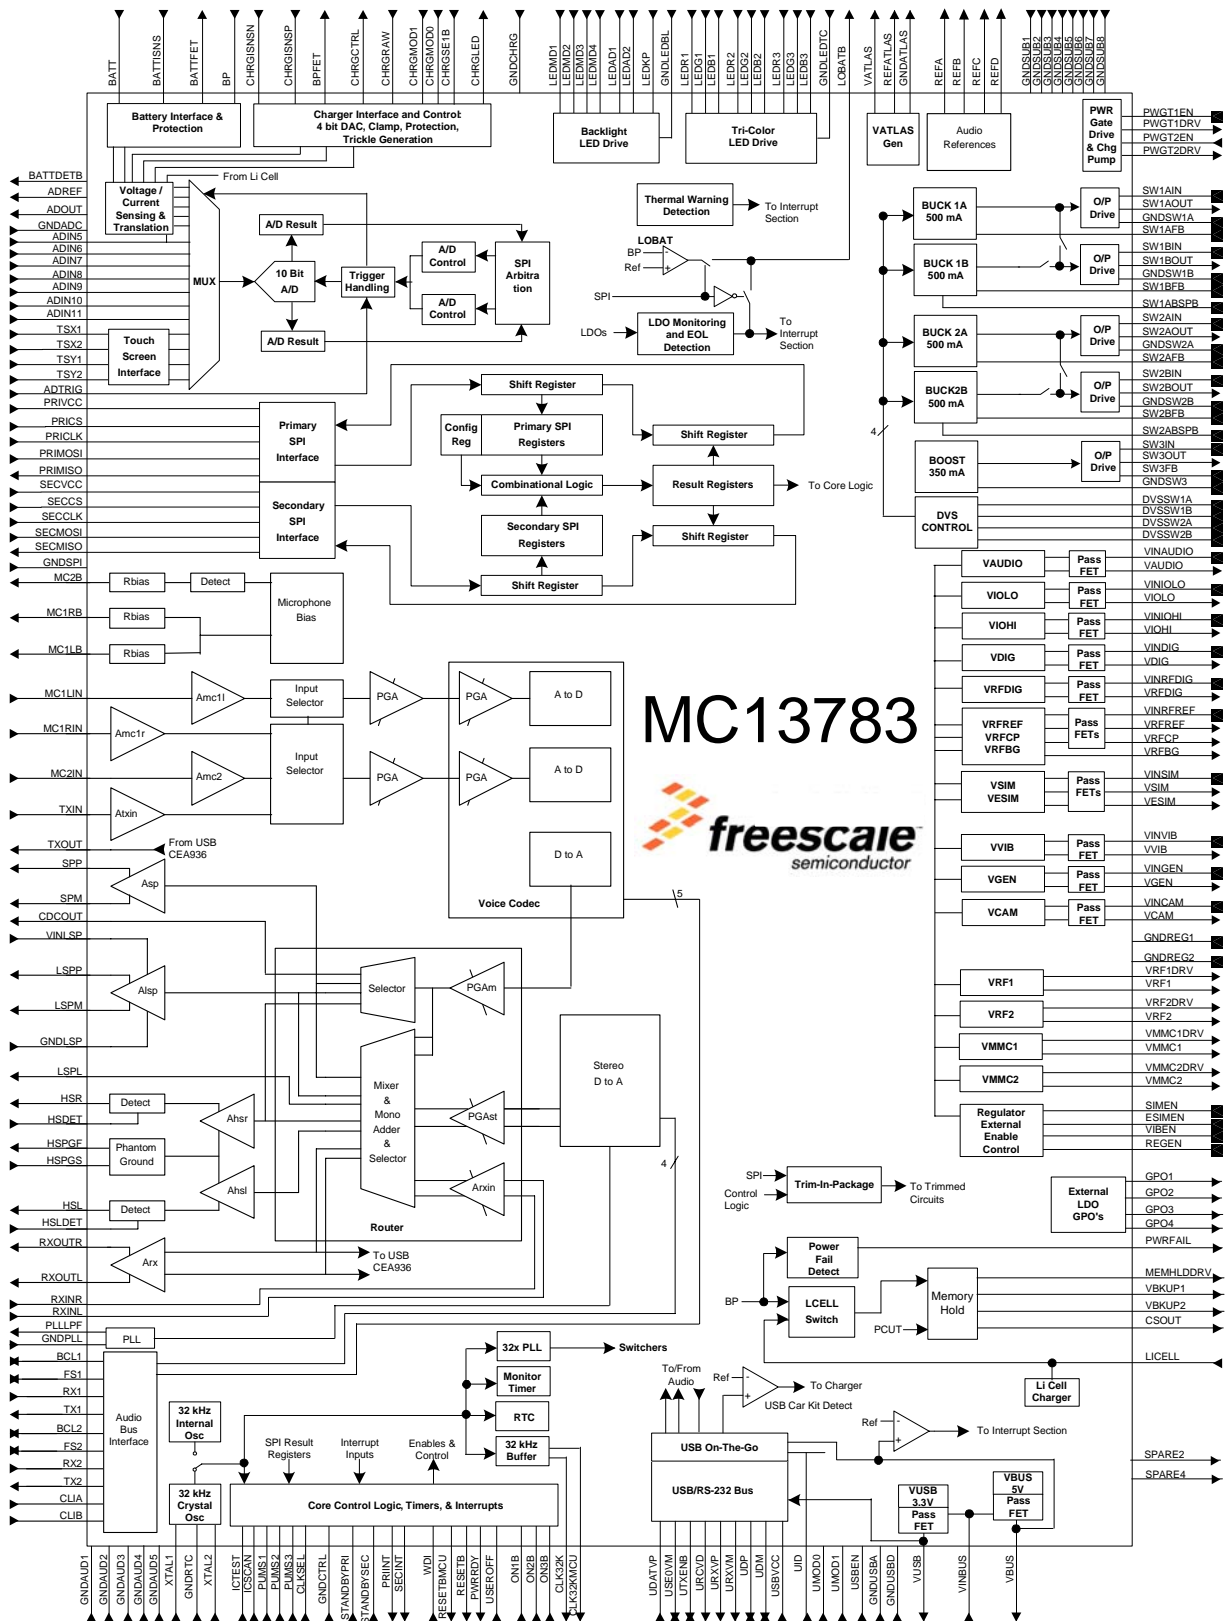 BATT
BATTISNS
BATTFET
BP
CHRGISNSN
CHRGISNSP
BPFET
CHRGCTRL
CHRGRAW
CHRGMOD1
CHRGMOD0
CHRGSE1B
CHRGLED
GNDCHRG
LEDMD1
LEDMD2
LEDMD3
LEDMD4
LEDAD1
LEDAD2
LEDKP
GNDLEDBL
LEDR1
LEDG1
LEDB1
LEDR2
LEDG2
LEDB2
LEDR3
LEDG3
LEDB3
GNDLEDTC
LOBATB
VATLAS
REFATLAS
GNDATLAS
REFA
REFB
REFC
REFD
GNDSUB1
GNDSUB2
GNDSUB3
GNDSUB4
GNDSUB5
GNDSUB6
GNDSUB7
GNDSUB8
Battery Interface &
Protection
Charger Interface and Control:
4 bit DAC, Clamp, Protection,
Trickle Generation
Backlight
LED Drive
Tri-Color
LED Drive
VATLAS
Gen
Audio
References
PWR
Gate
Drive
& Chg
Pump
PWGT1EN
PWGT1DRV
PWGT2EN
PWGT2DRV
BATTDETB
ADREF
ADOUT
GNDADC
ADIN5
ADIN6
ADIN7
ADIN8
ADIN9
ADIN10
ADIN11
TSX1
TSX2
TSY1
TSY2
ADTRIG
From Li Cell
Voltage /
Current
Sensing &
Translation
MUX
A/D Result
10 Bit
A/D
A/D Result
Trigger
Handling
A/D
Control
A/D
Control
SPI
Arbitra
tion
Touch
Screen
Interface
Thermal Warning
Detection
To Interrupt
Section
LOBAT
BP
-
Ref
+
SPI
LDOs
LDO Monitoring
and EOL
Detection
To
Interrupt
Section
BUCK 1A
500 mA
BUCK 1B
500 mA
BUCK 2A
500 mA
BUCK2B
500 mA
BOOST
350 mA
DVS
CONTROL
4
O/P
Drive
O/P
Drive
O/P
Drive
O/P
Drive
O/P
Drive
SW1AIN
SW1AOUT
GNDSW1A
SW1AFB
SW1BIN
SW1BOUT
GNDSW1B
SW1BFB
SW1ABSPB
SW2AIN
SW2AOUT
GNDSW2A
SW2AFB
SW2BIN
SW2BOUT
GNDSW2B
SW2BFB
SW2ABSPB
SW3IN
SW3OUT
SW3FB
GNDSW3
DVSSW1A
DVSSW1B
DVSSW2A
DVSSW2B
PRIVCC
PRICS
PRICLK
PRIMOSI
PRIMISO
SECVCC
SECCS
SECCLK
SECMOSI
SECMISO
GNDSPI
Primary
SPI
Interface
Secondary
SPI
Interface
Shift Register
Config
Reg
Primary SPI
Registers
Combinational Logic
Secondary SPI
Registers
Shift Register
Shift Register
Result Registers
Shift Register
To Core Logic
MC2B
MC1RB
MC1LB
Rbias
Detect
Rbias
Rbias
Microphone
Bias
MC1LIN
MC1RIN
MC2IN
TXIN
TXOUT
Amc1l
Amc1r
Amc2
Atxin
Input
Selector
Input
Selector
PGA
PGA
PGA
PGA
A to D
A to D
D to A
Voice Codec
5
From USB
CEA936
MC13783
freescale
semiconductor
VAUDIO
VIOLO
VIOHI
VDIG
VRFDIG
VRFREF
VRFCP
VRFBG
VSIM
VESIM
VVIB
VGEN
VCAM
Pass
FET
Pass
FET
Pass
FET
Pass
FET
Pass
FET
Pass
FETs
Pass
FETs
Pass
FET
Pass
FET
Pass
FET
VINAUDIO
VAUDIO
VINIOLO
VIOLO
VINIOHI
VIOHI
VINDIG
VDIG
VINRFDIG
VRFDIG
VINRFREF
VRFREF
VRFCP
VRFBG
VINSIM
VSIM
VESIM
VINVIB
VVIB
VINGEN
VGEN
VINCAM
VCAM
GNDREG1
GNDREG2
VRF1
VRF2
VMMC1
VMMC2
Regulator
External
Enable
Control
VRF1DRV
VRF1
VRF2DRV
VRF2
VMMC1DRV
VMMC1
VMMC2DRV
VMMC2
SIMEN
ESIMEN
VIBEN
REGEN
SPP
SPM
CDCOUT
VINLSP
LSPP
LSPM
GNDLSP
LSPL
HSR
HSDET
HSPGF
HSPGS
HSL
HSLDET
RXOUTR
RXOUTL
RXINR
RXINL
PLLLPF
GNDPLL
Asp
Alsp
Detect
Phantom
Ground
Detect
Ahsr
Ahsl
Arx
PLL
Selector
Mixer
&
Mono
Adder
&
Selector
PGAm
PGAst
Arxin
Router
Stereo
D to A
4
To USB
CEA936
SPI
Control
Logic
Trim-In-Package
To Trimmed
Circuits
External
LDO
GPO's
GPO1
GPO2
GPO3
GPO4
Power
Fail
Detect
PWRFAIL
BP
LCELL
Switch
PCUT
Memory
Hold
MEMHLDDRV
VBKUP1
VBKUP2
CSOUT
LICELL
Li Cell
Charger
BCL1
FS1
RX1
TX1
BCL2
FS2
RX2
TX2
CLIA
CLIB
Audio
Bus
Interface
32 kHz
Internal
Osc
32 kHz
Crystal
Osc
SPI Result
Registers
Interrupt
Inputs
Enables &
Control
32x PLL
Switchers
Monitor
Timer
RTC
32 kHz
Buffer
Core Control Logic, Timers, & Interrupts
To/From
Audio
Ref
-
+
To Charger
USB Car Kit Detect
USB On-The-Go
USB/RS-232 Bus
Ref
-
+
To Interrupt Section
VUSB
3.3V
Pass
FET
VBUS
5V
Pass
FET
SPARE2
SPARE4
GNDAUD1
GNDAUD2
GNDAUD3
GNDAUD4
GNDAUD5
XTAL1
GNDRTC
XTAL2
ICTEST
ICSCAN
PUMS1
PUMS2
PUMS3
CLKSEL
GNDCTRL
STANDBYPRI
STANDBYSEC
PRIINT
SECINT
WDI
RESETBMCU
RESETB
PWRRDY
USEROFF
ON1B
ON2B
ON3B
CLK32K
CLK32KMCU
UDATVP
USE0VM
UTXENB
URCVD
URXVP
URXVM
UDP
UDM
USBVCC
UID
UMOD0
UMOD1
USBEN
GNDUSBA
GNDUSBD
VUSB
VINBUS
VBUS